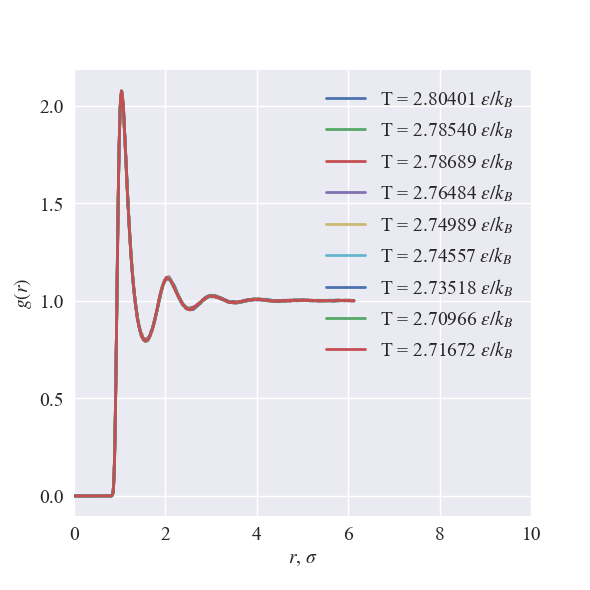 2.0
1.5
1.0
0.5
0.0
g(r)
T = 2.80401 ε/k_B
T = 2.78540 ε/k_B
T = 2.78689 ε/k_B
T = 2.76484 ε/k_B
T = 2.74989 ε/k_B
T = 2.74557 ε/k_B
T = 2.73518 ε/k_B
T = 2.70966 ε/k_B
T = 2.71672 ε/k_B
0 2 4 6 8 10
r, σ